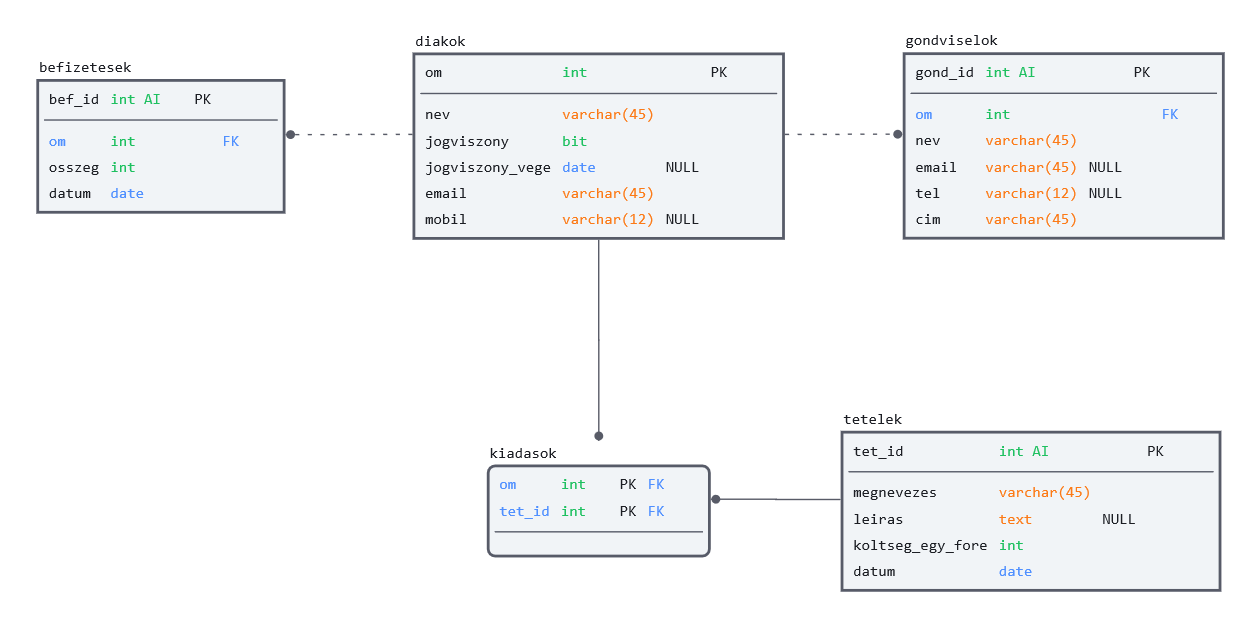 befizetesek
bef_id int AI PK
om int FK
osszeg int
datum date
diakok
om int PK
nev varchar(45)
jogviszony bit
jogviszony_vege date NULL
email varchar(45)
mobil varchar(12) NULL
gondviselok
gond_id int AI PK
om int FK
nev varchar(45)
email varchar(45) NULL
tel varchar(12) NULL
cim varchar(45)
kiadasok
om int PK FK
tet_id int PK FK
tetelek
tet_id int AI PK
megnevezes varchar(45)
leiras text NULL
koltseg_egy_fore int
datum date